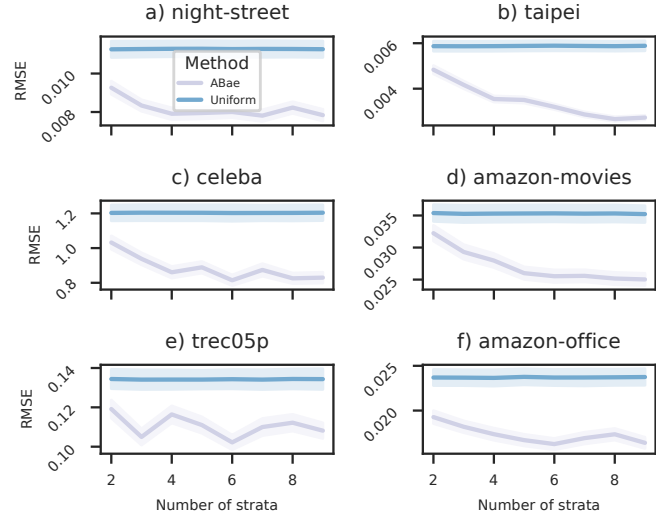 a) night-street
b) taipei
RMSE
0.010
0.008
Method
ABae
Uniform
0.006
0.004
c) celeba
d) amazon-movies
RMSE
1.2
1.0
0.8
0.035
0.030
0.025
e) trec05p
f) amazon-office
RMSE
0.14
0.12
0.10
0.025
0.020
2 4 6 8
2 4 6 8
Number of strata
Number of strata